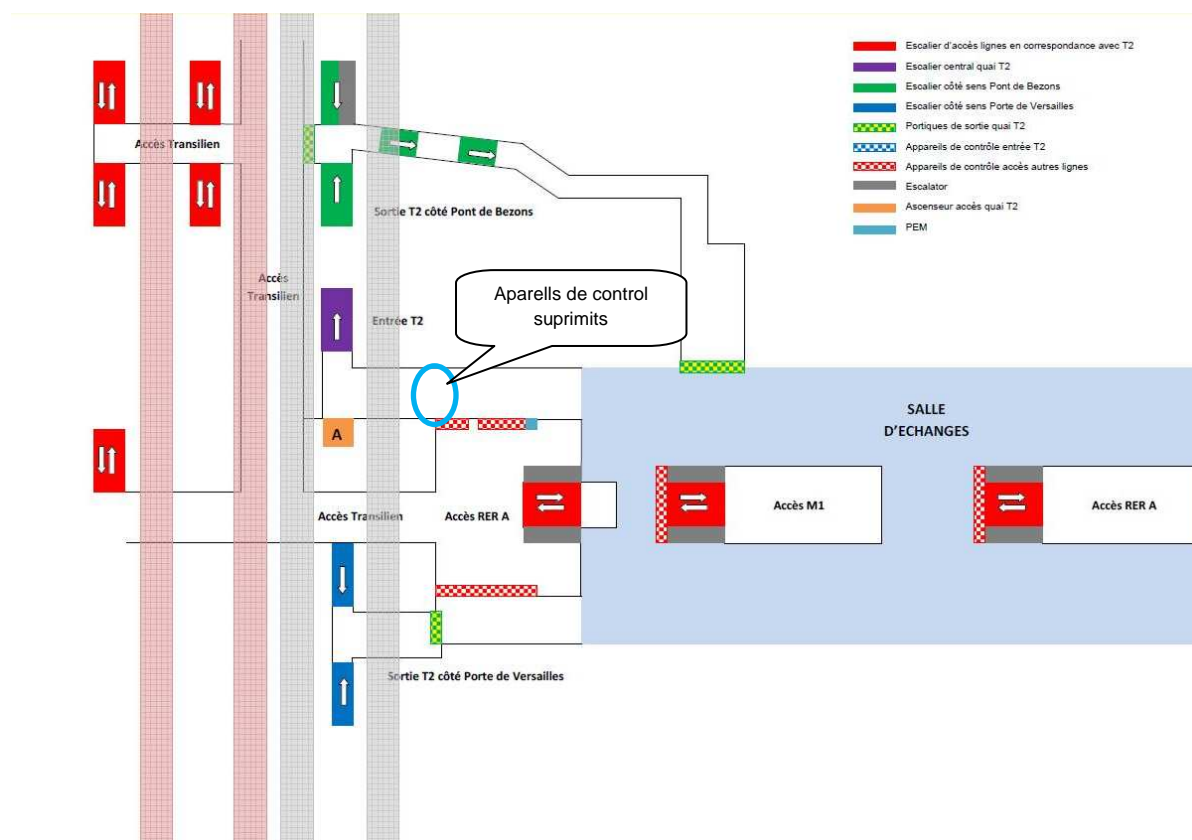 Escalier d'accès lignes en correspondance avec T2
Escalier central quai T2
Escalier côté sens Pont de Bezons
Escalier côté sens Porte de Versailles
Portiques de sortie quai T2
Appareils de contrôle entrée T2
Appareils de contrôle accès autres lignes
Escalator
Ascenseur accès quai T2
PEM
Accès Transilien
Sortie T2 côté Pont de Bezons
Accès
Transilien
Aparells de control
suprimits
Entrée T2
SALLE
D'ECHANGES
A
Accès Transilien
Accès RER A
Accès M1
Accès RER A
Sortie T2 côté Porte de Versailles